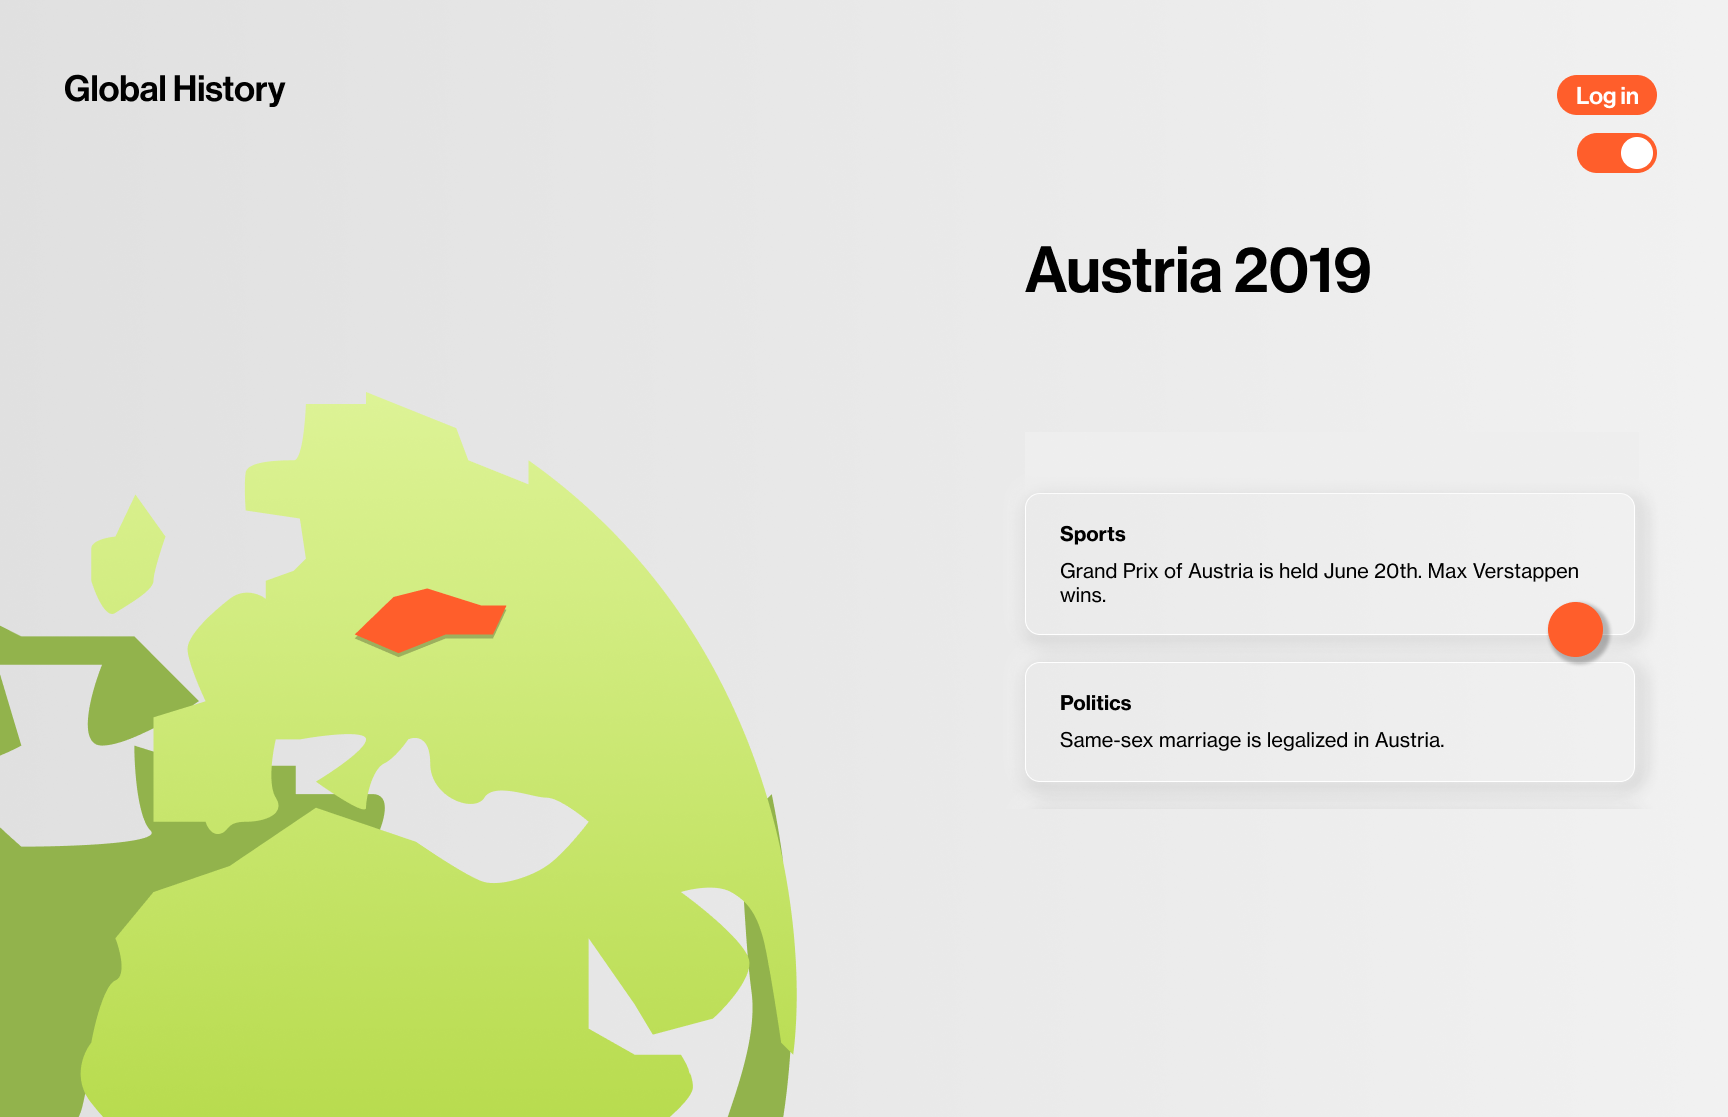 Global History
Log in
Austria 2019
Sports
Grand Prix of Austria is held June 20th. Max Verstappen
wins.
Politics
Same-sex marriage is legalized in Austria.